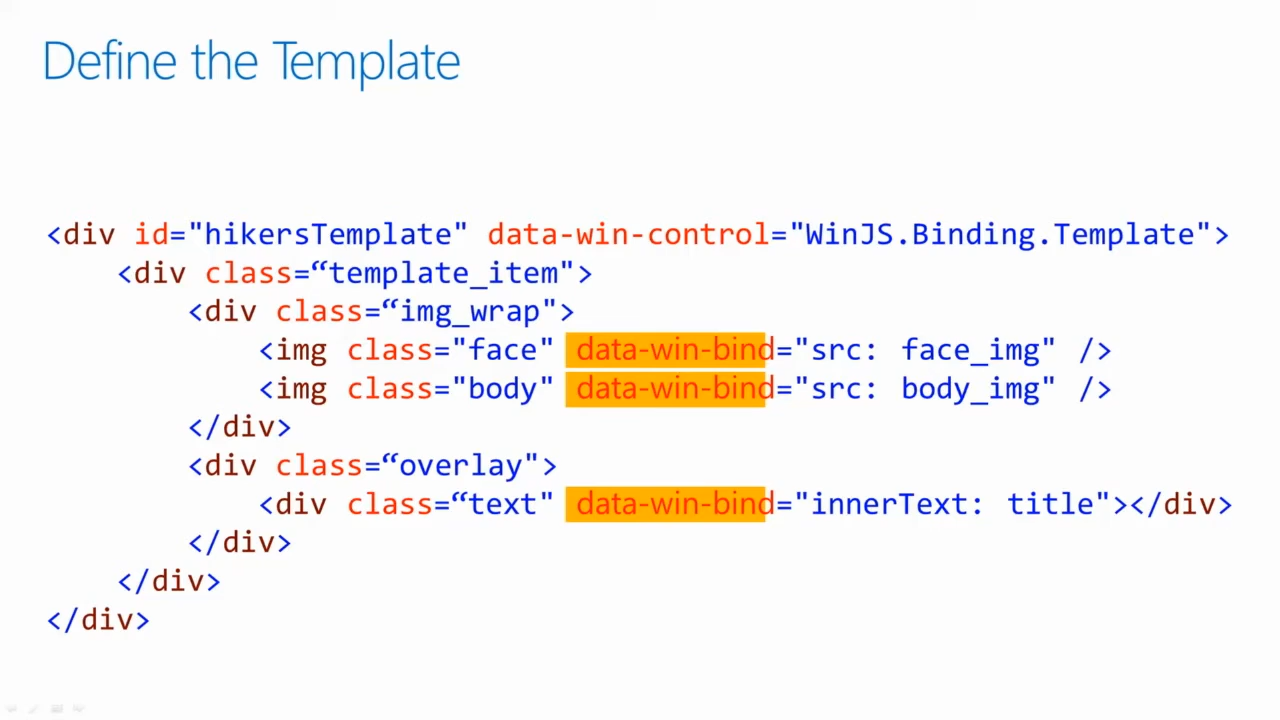 Define the Template
<div id="hikersTemplate" data-win-control="WinJS.Binding.Template">
<div class=“template_item">
<div class=“img_wrap">
<img class="face" data-win-bind="src: face_img" />
<img class="body" data-win-bind="src: body_img" />
</div>
<div class=“overlay">
<div class=“text" data-win-bind="innerText: title"></div>
</div>
</div>
</div>